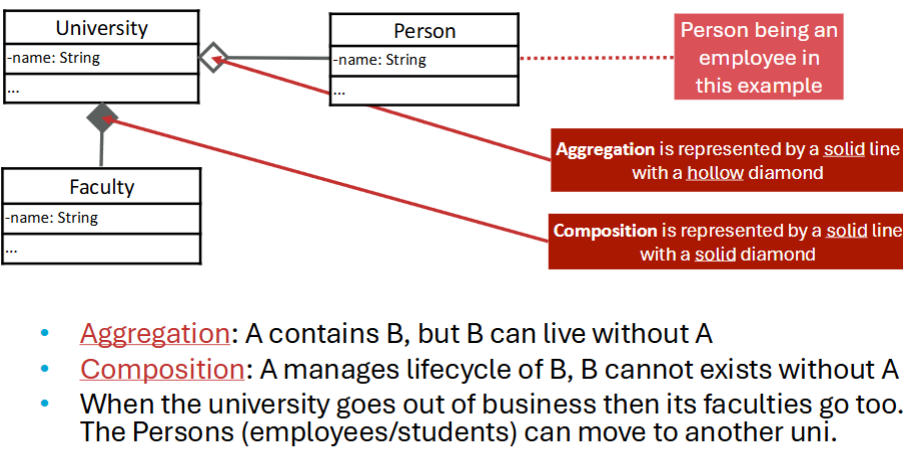 University
-name: String
...
Person
-name: String
...
Person being an
employee in
this example
Aggregation is represented by a solid line
with a hollow diamond
Faculty
-name: String
...
Composition is represented by a solid line
with a solid diamond
• Aggregation: A contains B, but B can live without A
• Composition: A manages lifecycle of B, B cannot exists without A
• When the university goes out of business then its faculties go too.
The Persons (employees/students) can move to another uni.